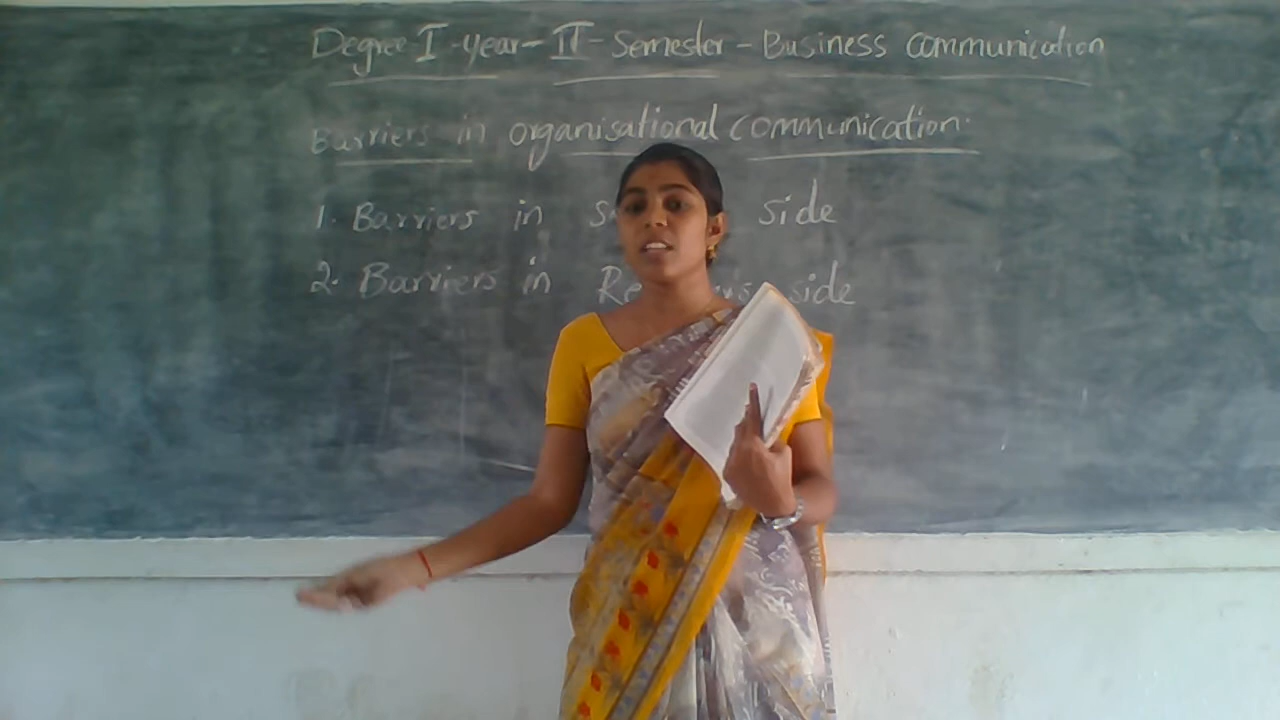 Degree I year - II - Semester - Business communication
Barriers in organisational communication.
1. Barriers in side
2. Barriers in side